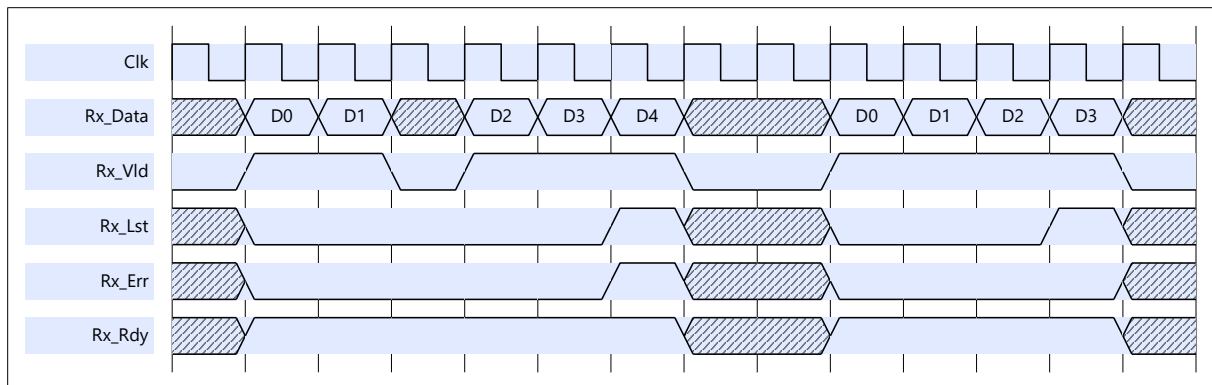 Clk
Rx_Data D0 D1 D2 D3 D4 D0 D1 D2 D3
Rx_Vld
Rx_Lst
Rx_Err
Rx_Rdy